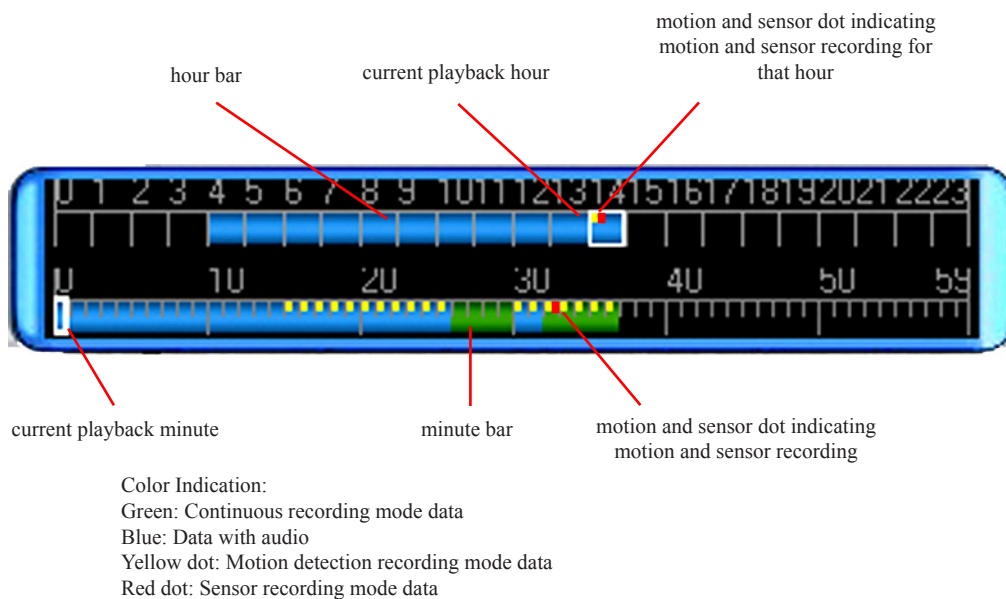 motion and sensor dot indicating
motion and sensor recording for
that hour
current playback hour
hour bar
0 1 2 3 4 5 6 7 8 9 10 11 12 13 14 15 16 17 18 19 20 21 22 23
0 10 20 30 40 50 59
current playback minute
minute bar
motion and sensor dot indicating
motion and sensor recording
Color Indication:
Green: Continuous recording mode data
Blue: Data with audio
Yellow dot: Motion detection recording mode data
Red dot: Sensor recording mode data